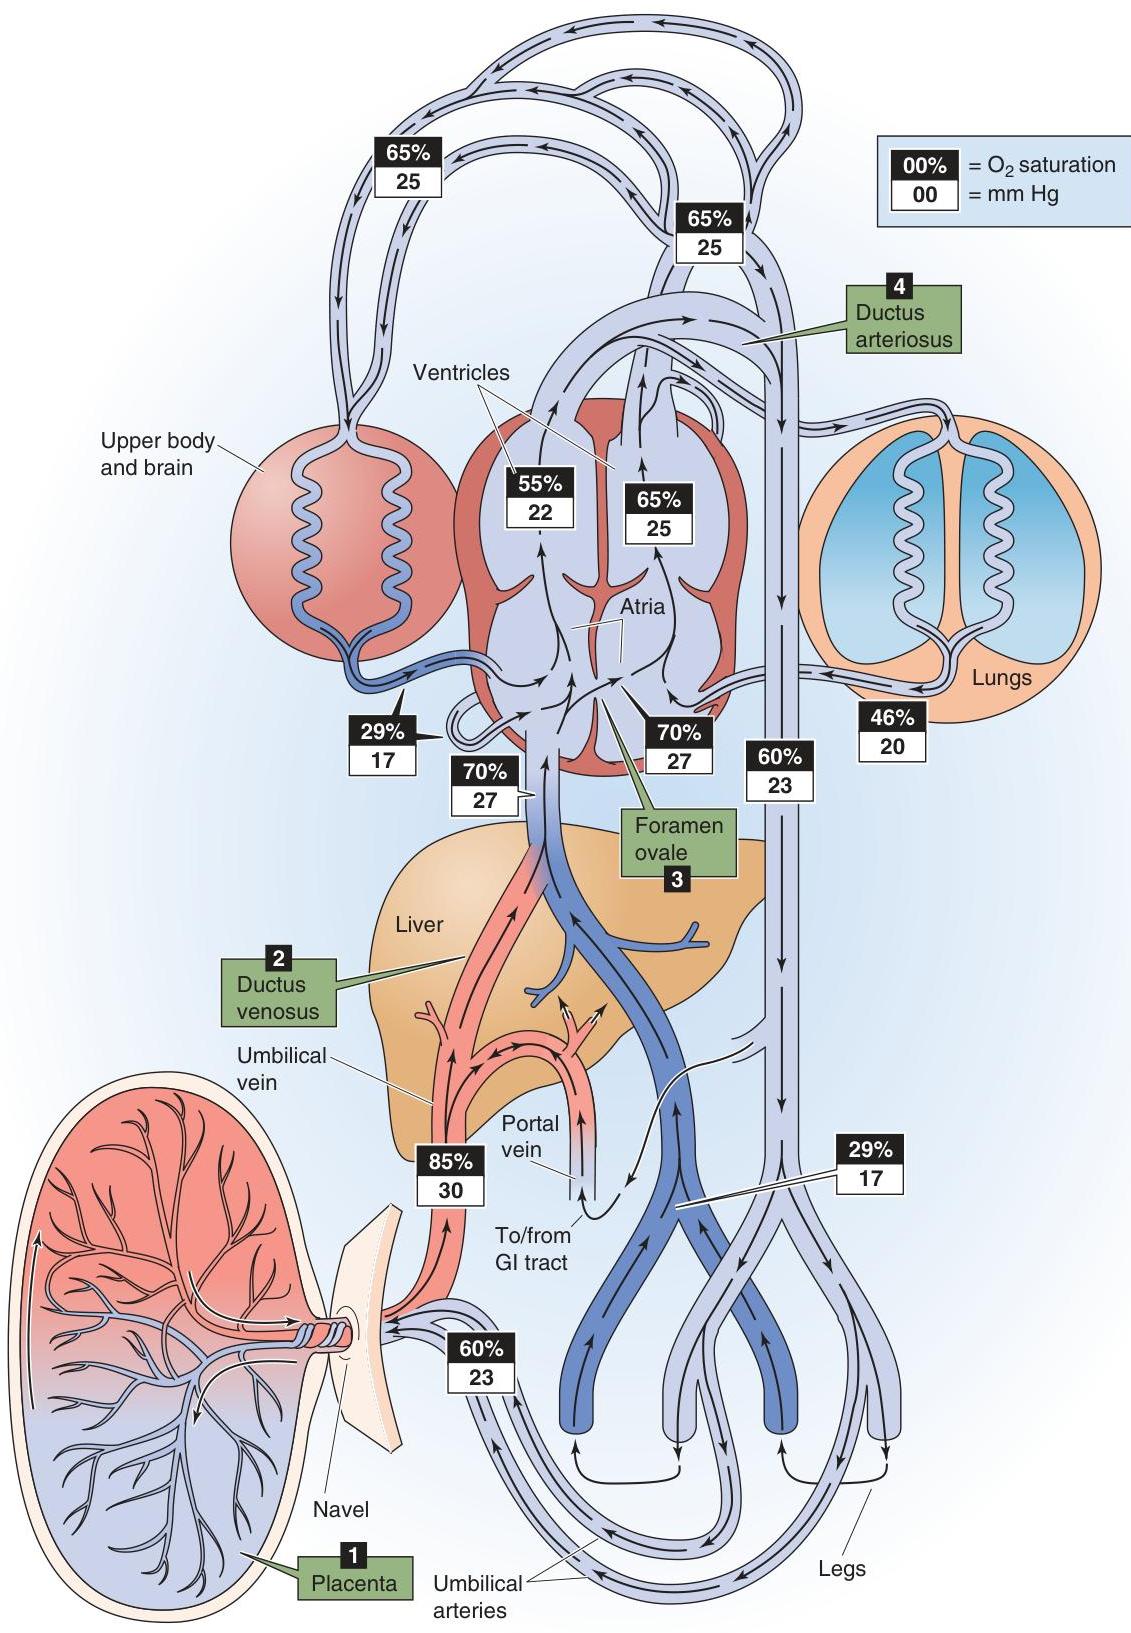 65%
25
00% = O2 saturation
00 = mm Hg
65%
25
4
Ductus
arteriosus
Ventricles
Upper body
and brain
55%
22
65%
25
Atria
Lungs
29%
17
70%
27
70%
27
60%
23
46%
20
Foramen
ovale
3
Liver
2
Ductus
venosus
Umbilical
vein
Portal
vein
85%
30
29%
17
To/from
GI tract
60%
23
Navel
1
Placenta
Umbilical
arteries
Legs